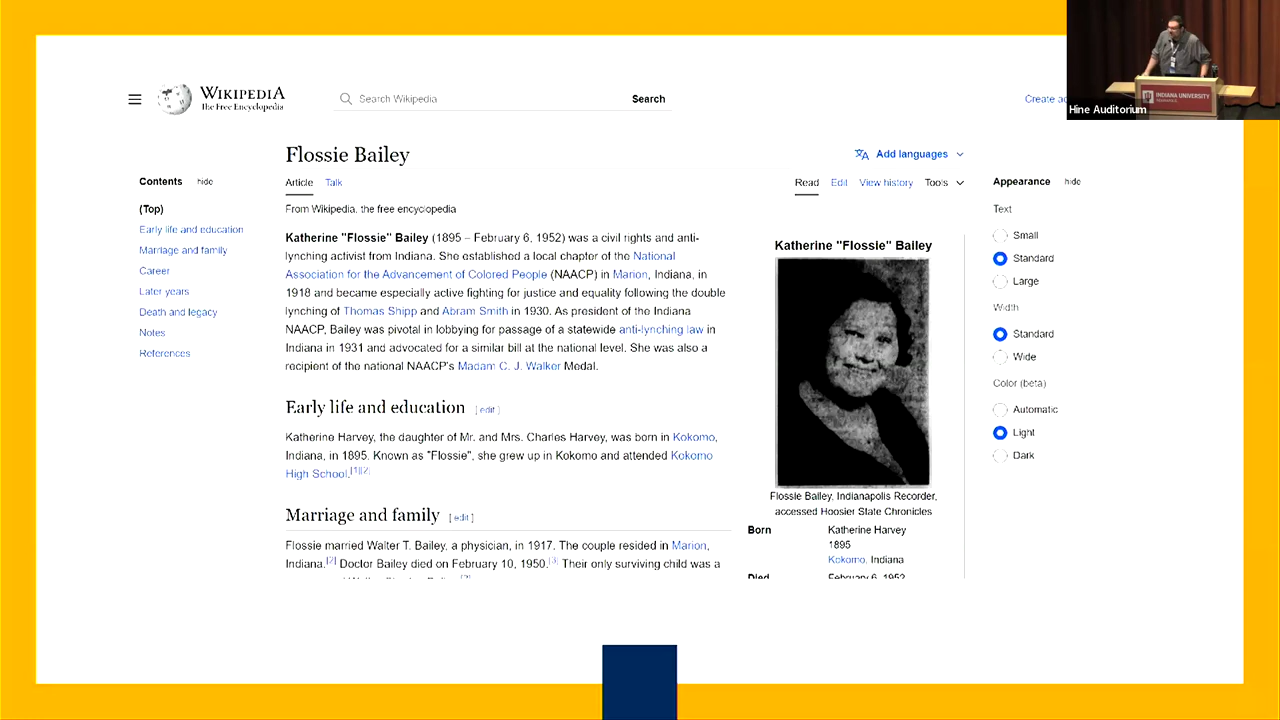 WIKIPEDIA
The Free Encyclopedia
Search Wikipedia
Search
Create
Hine Auditorium
INDIANA UNIVERSITY
Flossie Bailey
Add languages
Contents hide
Article Talk
Read Edit View history Tools
Appearance hide
(Top)
Early life and education
Marriage and family
Career
Later years
Death and legacy
Notes
References
From Wikipedia, the free encyclopedia
Katherine "Flossie" Bailey (1895 – February 6, 1952) was a civil rights and anti-
lynching activist from Indiana. She established a local chapter of the National
Association for the Advancement of Colored People (NAACP) in Marion, Indiana, in
1918 and became especially active fighting for justice and equality following the double
lynching of Thomas Shipp and Abram Smith in 1930. As president of the Indiana
NAACP, Bailey was pivotal in lobbying for passage of a statewide anti-lynching law in
Indiana in 1931 and advocated for a similar bill at the national level. She was also a
recipient of the national NAACP's Madam C. J. Walker Medal.
Early life and education [ edit ]
Katherine Harvey, the daughter of Mr. and Mrs. Charles Harvey, was born in Kokomo,
Indiana, in 1895. Known as "Flossie", she grew up in Kokomo and attended Kokomo
High School.[1][2]
Marriage and family [ edit ]
Flossie married Walter T. Bailey, a physician, in 1917. The couple resided in Marion,
Indiana.[2] Doctor Bailey died on February 10, 1950.[3] Their only surviving child was a
Katherine "Flossie" Bailey
Flossie Bailey, Indianapolis Recorder,
accessed Hoosier State Chronicles
Born Katherine Harvey
1895
Kokomo, Indiana
Died February 6, 1952
Text
Small
Standard
Large
Width
Standard
Wide
Color (beta)
Automatic
Light
Dark